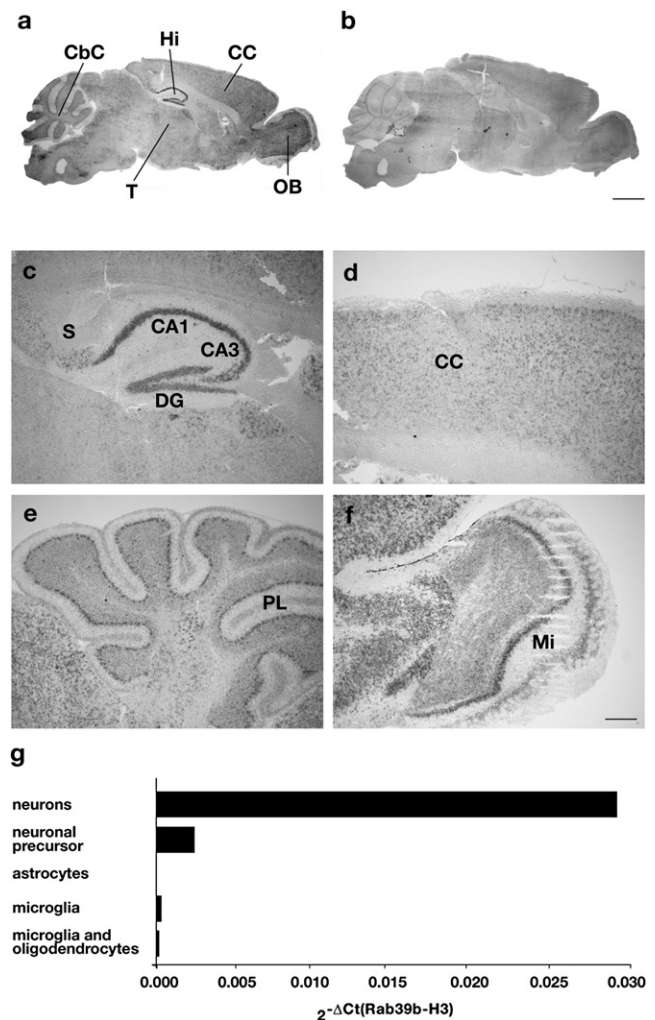 a
b
CbC
Hi
CC
T
OB
c
S
CA1
CA3
DG
d
CC
e
PL
f
Mi
g
neurons
neuronal
precursor
astrocytes
microglia
microglia and
oligodendrocytes
0.000 0.005 0.010 0.015 0.020 0.025 0.030
2-ΔCt(Rab39b-H3)